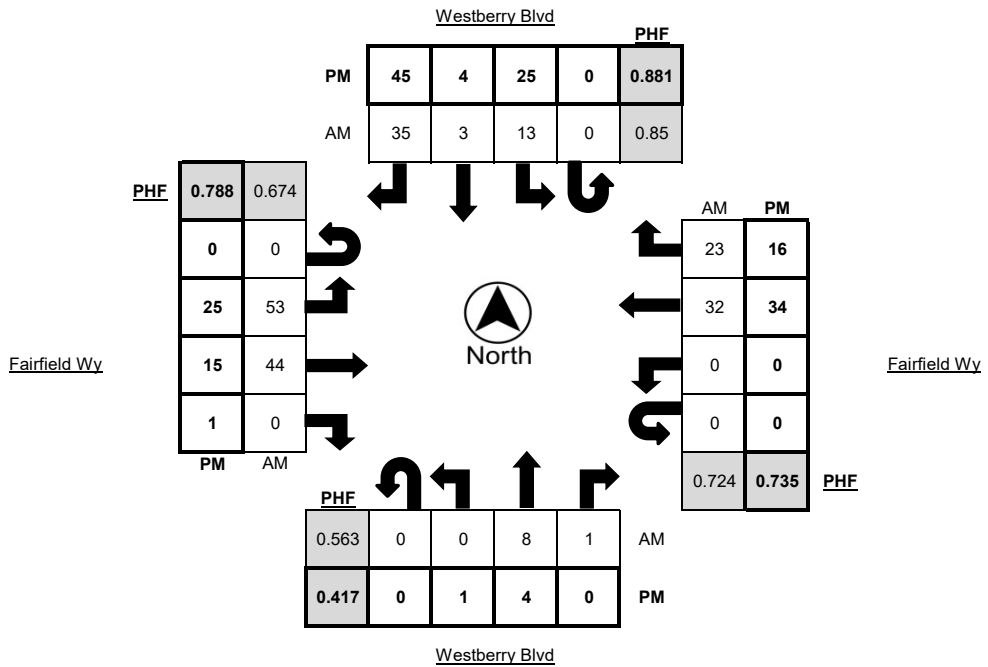 Westberry Blvd
PHF
PM 45 4 25 0 0.881
AM 35 3 13 0 0.85
PHF 0.788 0.674
AM PM
0 0
23 16
25 53
32 34
North
Fairfield Wy
15 44
0 0
Fairfield Wy
1 0
0 0
PM AM
0.724 0.735 PHF
PHF
0.563 0 0 8 1 AM
0.417 0 1 4 0 PM
Westberry Blvd